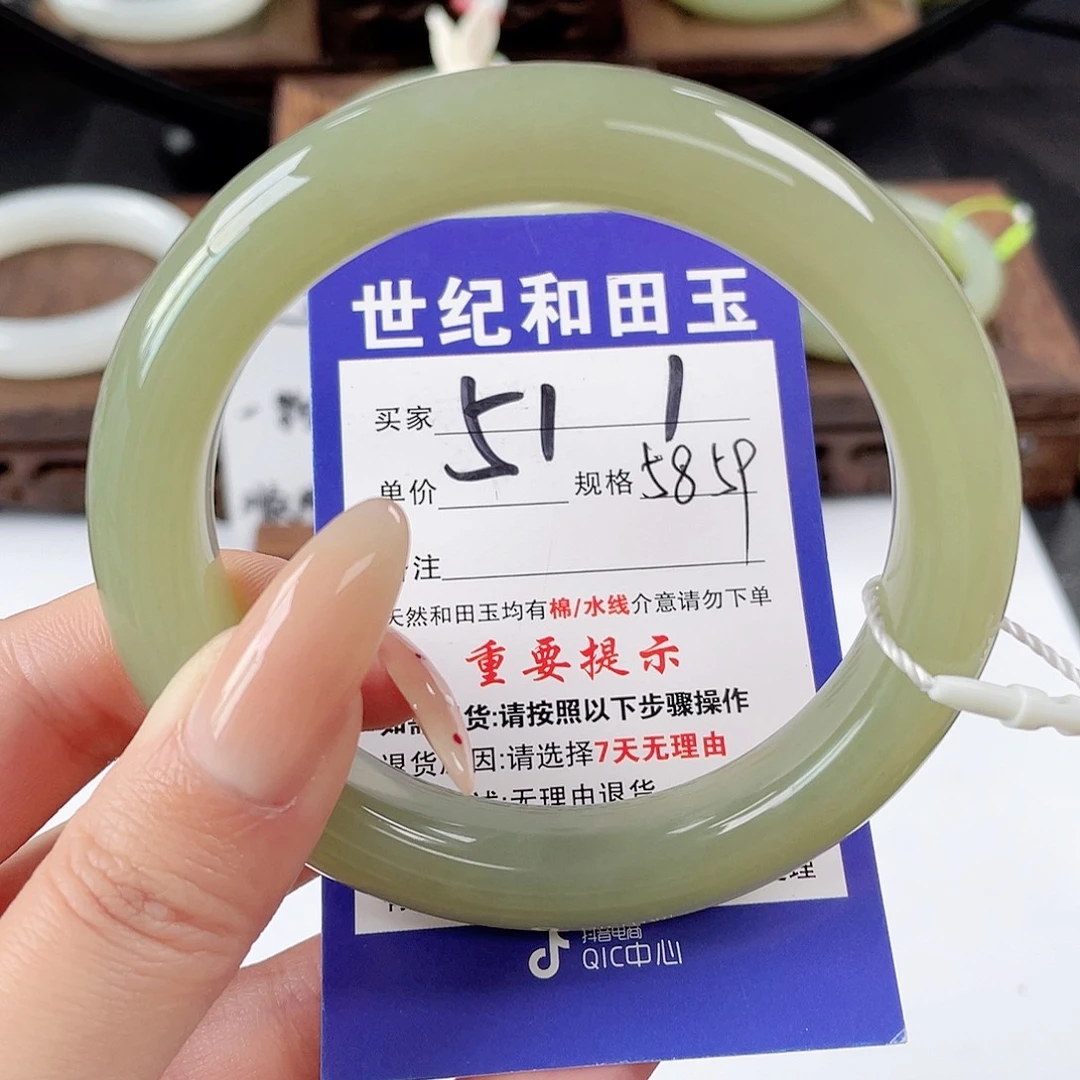 世纪和田玉
买家 51 1
单价 规格 5859
注
天然和田玉均有棉/水线介意请勿下单
重要提示
货:请按照以下步骤操作
退货 因:请选择7天无理由
:无理由退货
理
抖音电商
QIC中心